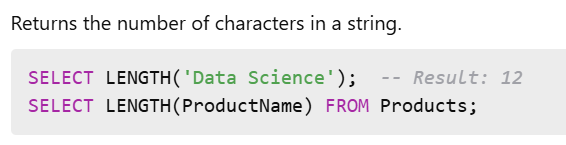 Returns the number of characters in a string.
SELECT LENGTH('Data Science');  -- Result: 12
SELECT LENGTH(ProductName) FROM Products;